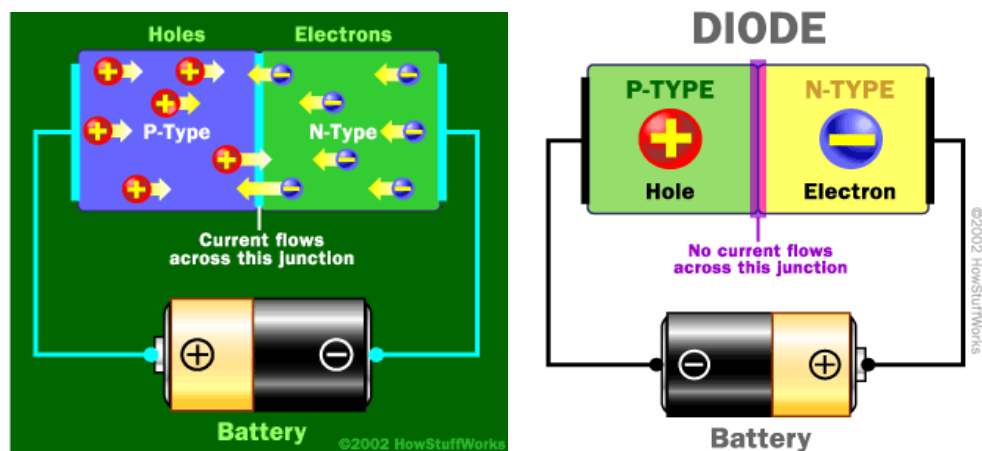 Holes
Electrons
P-Type
N-Type
Current flows
across this junction
Battery
©2002 HowStuffWorks
DIODE
P-TYPE
N-TYPE
Hole
Electron
No current flows
across this junction
Battery
©2002 HowStuffWorks